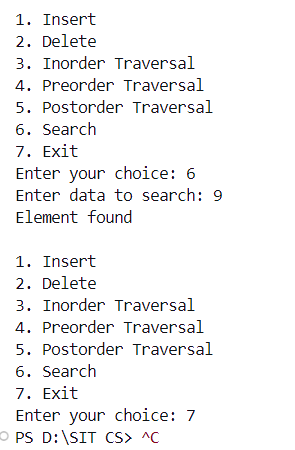 1. Insert
2. Delete
3. Inorder Traversal
4. Preorder Traversal
5. Postorder Traversal
6. Search
7. Exit
Enter your choice: 6
Enter data to search: 9
Element found
1. Insert
2. Delete
3. Inorder Traversal
4. Preorder Traversal
5. Postorder Traversal
6. Search
7. Exit
Enter your choice: 7
PS D:\SIT CS> ^C